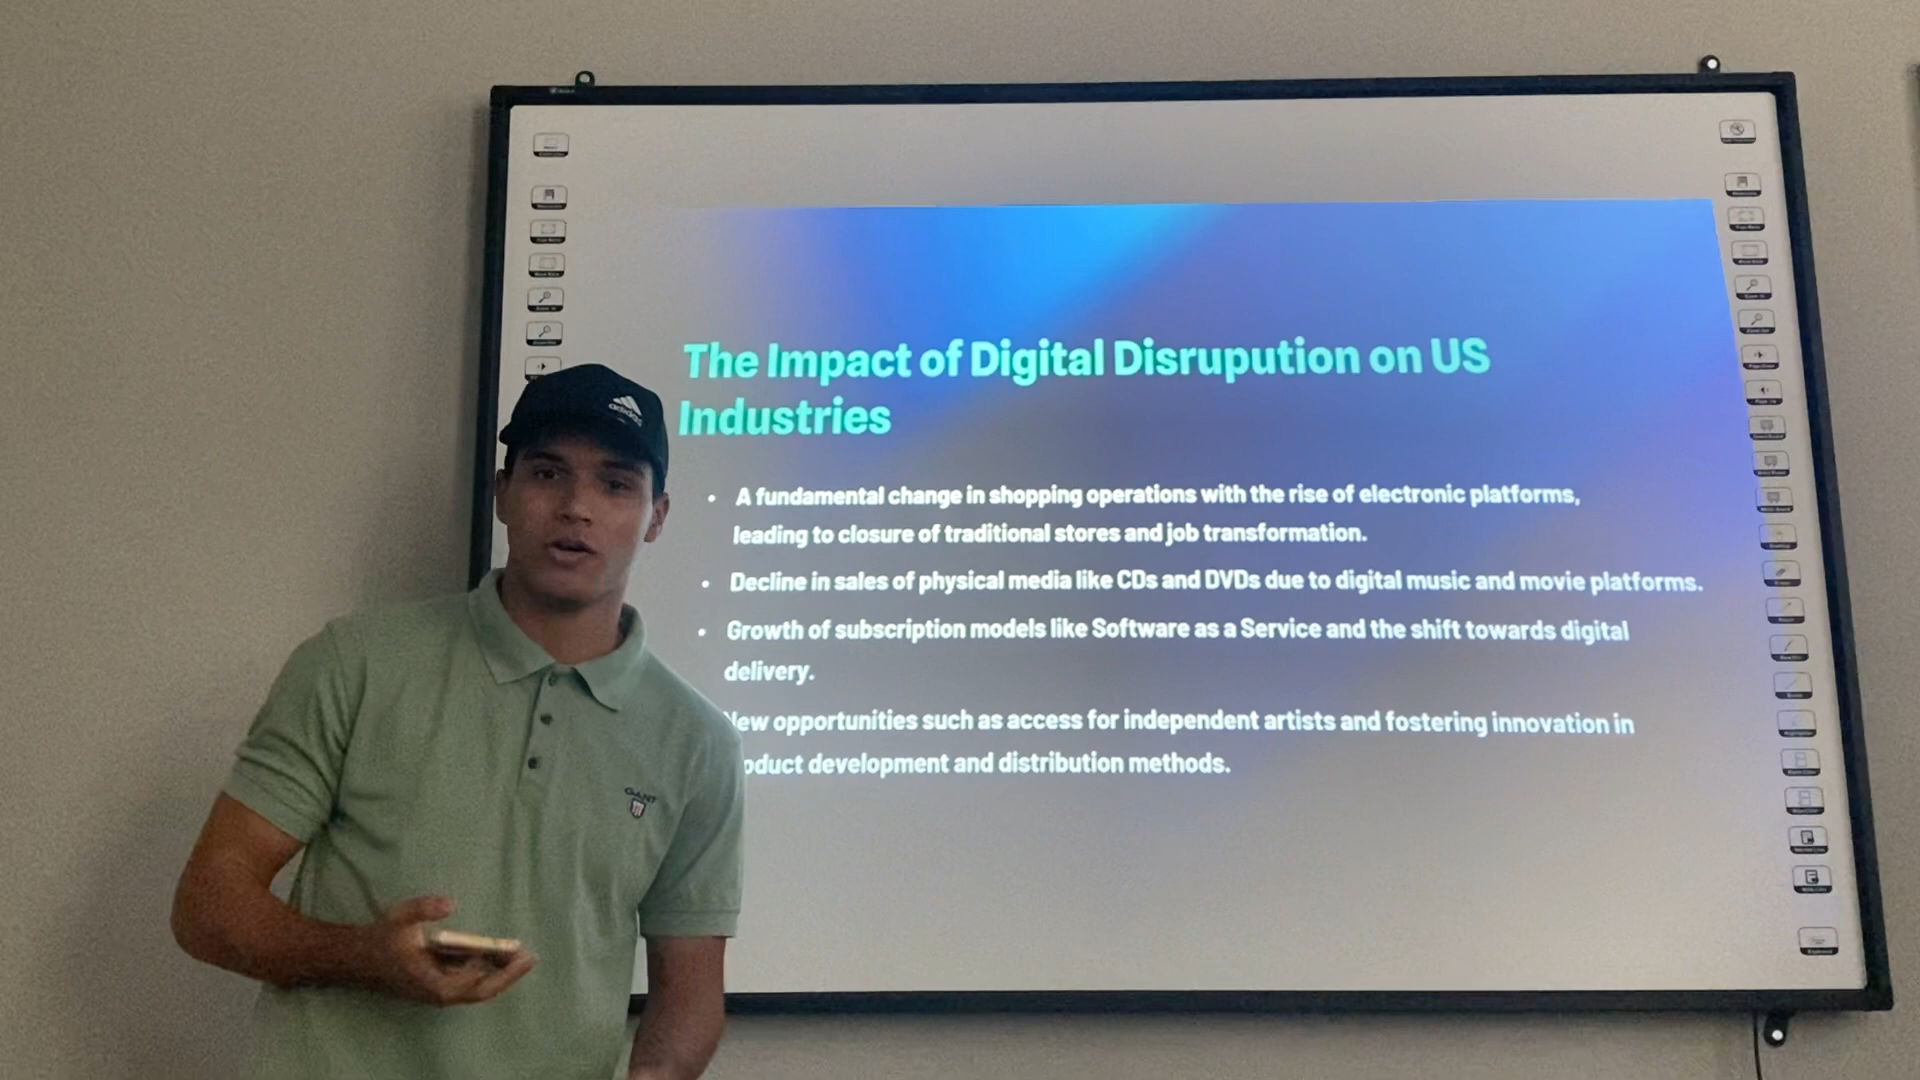 The Impact of Digital Disrupution on US
Industries
• A fundamental change in shopping operations with the rise of electronic platforms,
leading to closure of traditional stores and job transformation.
• Decline in sales of physical media like CDs and DVDs due to digital music and movie platforms.
• Growth of subscription models like Software as a Service and the shift towards digital
delivery.
New opportunities such as access for independent artists and fostering innovation in
oduct development and distribution methods.
adidas
GANT